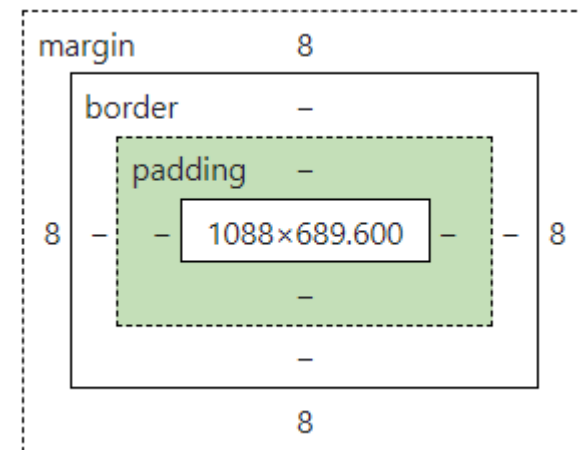 margin 8
border –
padding –
8 – – 1088×689.600 – – 8
–
–
8